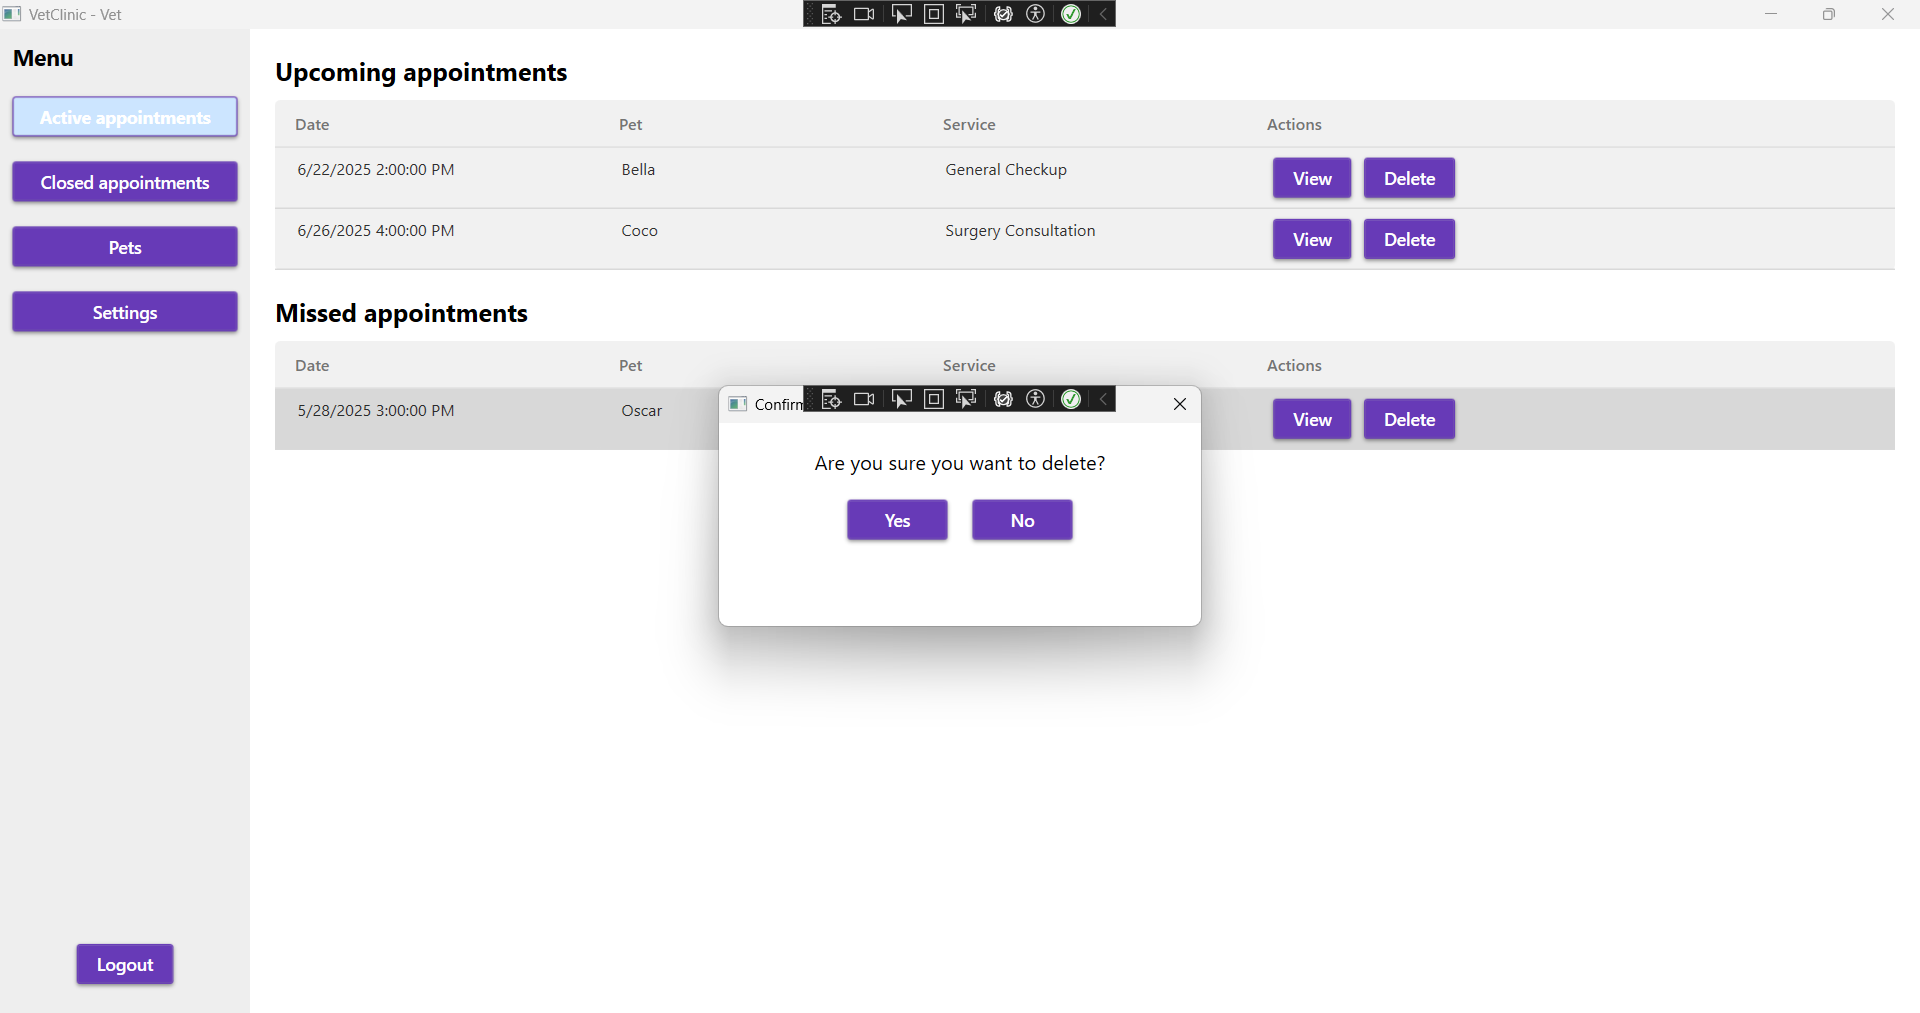 VetClinic - Vet
Menu
Active appointments
Closed appointments
Pets
Settings
Logout
Upcoming appointments
Date Pet Service Actions
6/22/2025 2:00:00 PM Bella General Checkup View Delete
6/26/2025 4:00:00 PM Coco Surgery Consultation View Delete
Missed appointments
Date Pet Service Actions
5/28/2025 3:00:00 PM Oscar View Delete
Confirm
Are you sure you want to delete?
Yes No